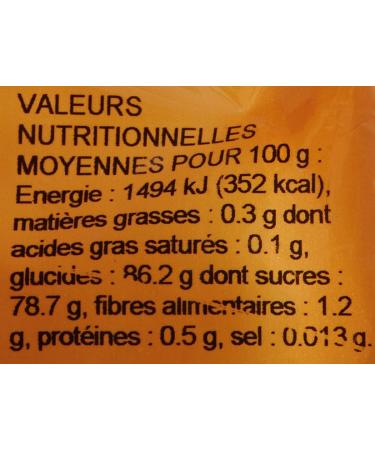 VALEURS
NUTRITIONNELLES
MOYENNES POUR 100 g :
Energie : 1494 kJ (352 kcal),
matières grasses : 0.3 g dont
acides gras saturés : 0.1 g,
glucides : 86.2 g dont sucres :
78.7 g, fibres alimentaires : 1.2
g, protéines : 0.5 g, sel : 0.013 g.